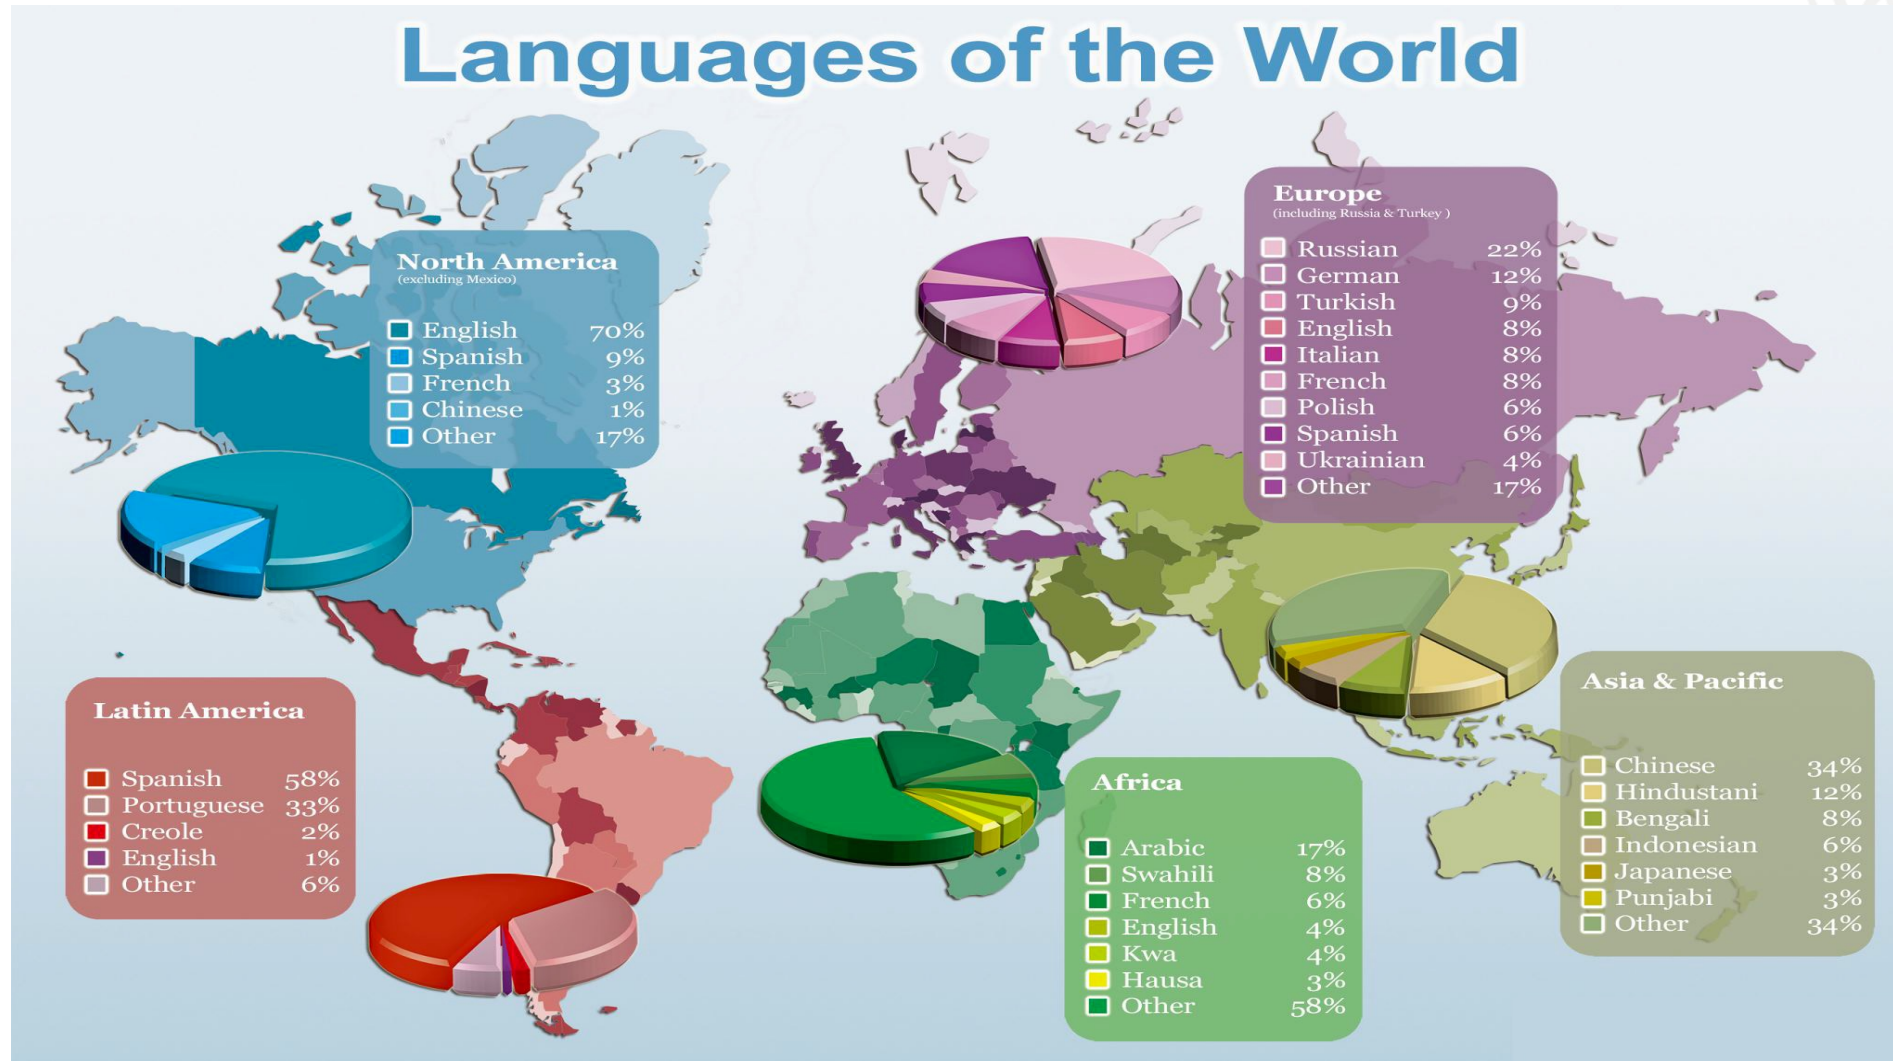 Languages of the World
North America
(excluding Mexico)
English 70%
Spanish 9%
French 3%
Chinese 1%
Other 17%
Europe
(including Russia & Turkey )
Russian 22%
German 12%
Turkish 9%
English 8%
Italian 8%
French 8%
Polish 6%
Spanish 6%
Ukrainian 4%
Other 17%
Latin America
Spanish 58%
Portuguese 33%
Creole 2%
English 1%
Other 6%
Africa
Arabic 17%
Swahili 8%
French 6%
English 4%
Kwa 4%
Hausa 3%
Other 58%
Asia & Pacific
Chinese 34%
Hindustani 12%
Bengali 8%
Indonesian 6%
Japanese 3%
Punjabi 3%
Other 34%